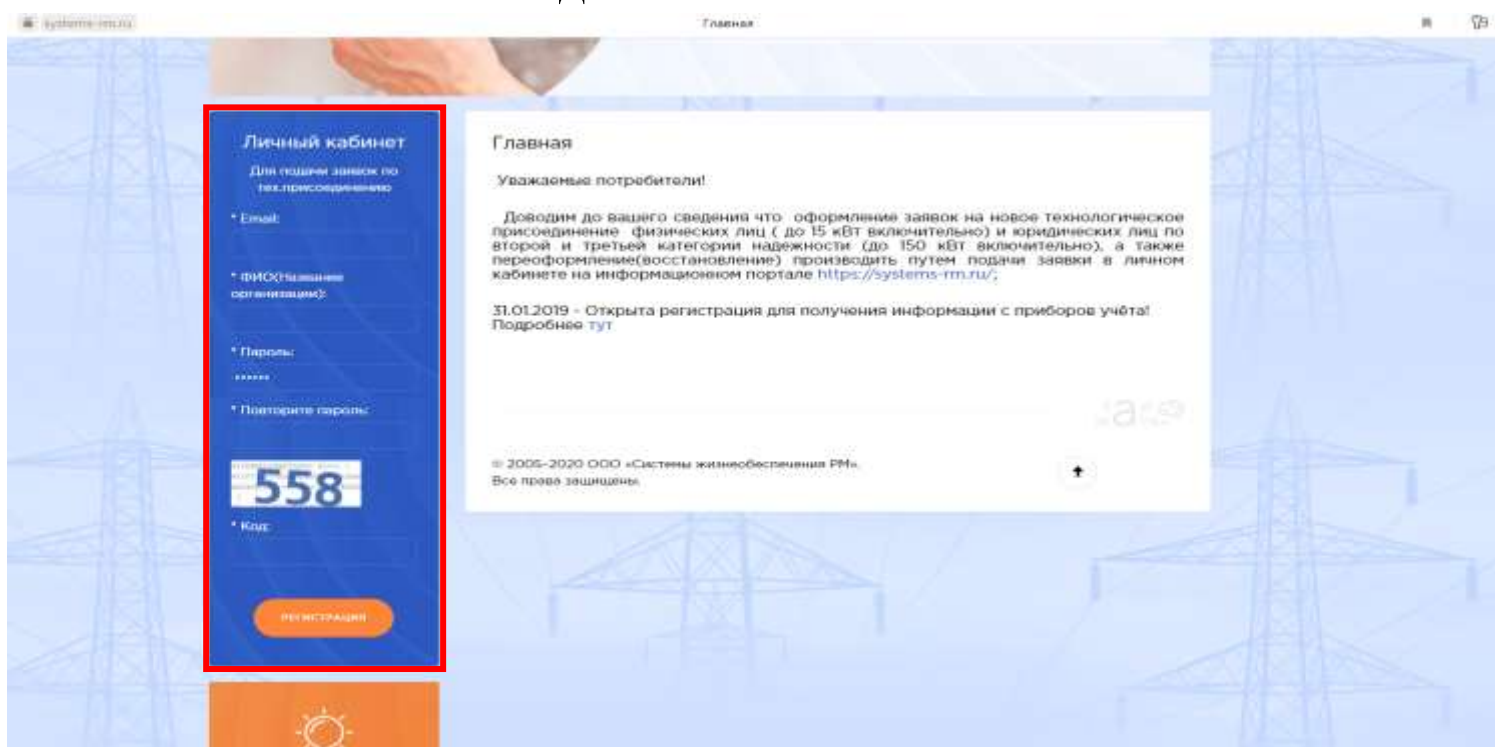 systems-rm.ru
Главная
Личный кабинет
Для подачи заявок по
тех.присоединению
* Email:
* ФИО(Название
организации):
* Пароль:
••••••
* Повторите пароль:
558
* Код:
РЕГИСТРАЦИЯ
Главная
Уважаемые потребители!
Доводим до вашего сведения что оформление заявок на новое технологическое
присоединение физических лиц ( до 15 кВт включительно) и юридических лиц по
второй и третьей категории надежности (до 150 кВт включительно), а также
переоформление(восстановление) производить путем подачи заявки в личном
кабинете на информационном портале https://systems-rm.ru/;
31.01.2019 - Открыта регистрация для получения информации с приборов учёта!
Подробнее тут
© 2005-2020 ООО «Системы жизнеобеспечения РМ».
Все права защищены.